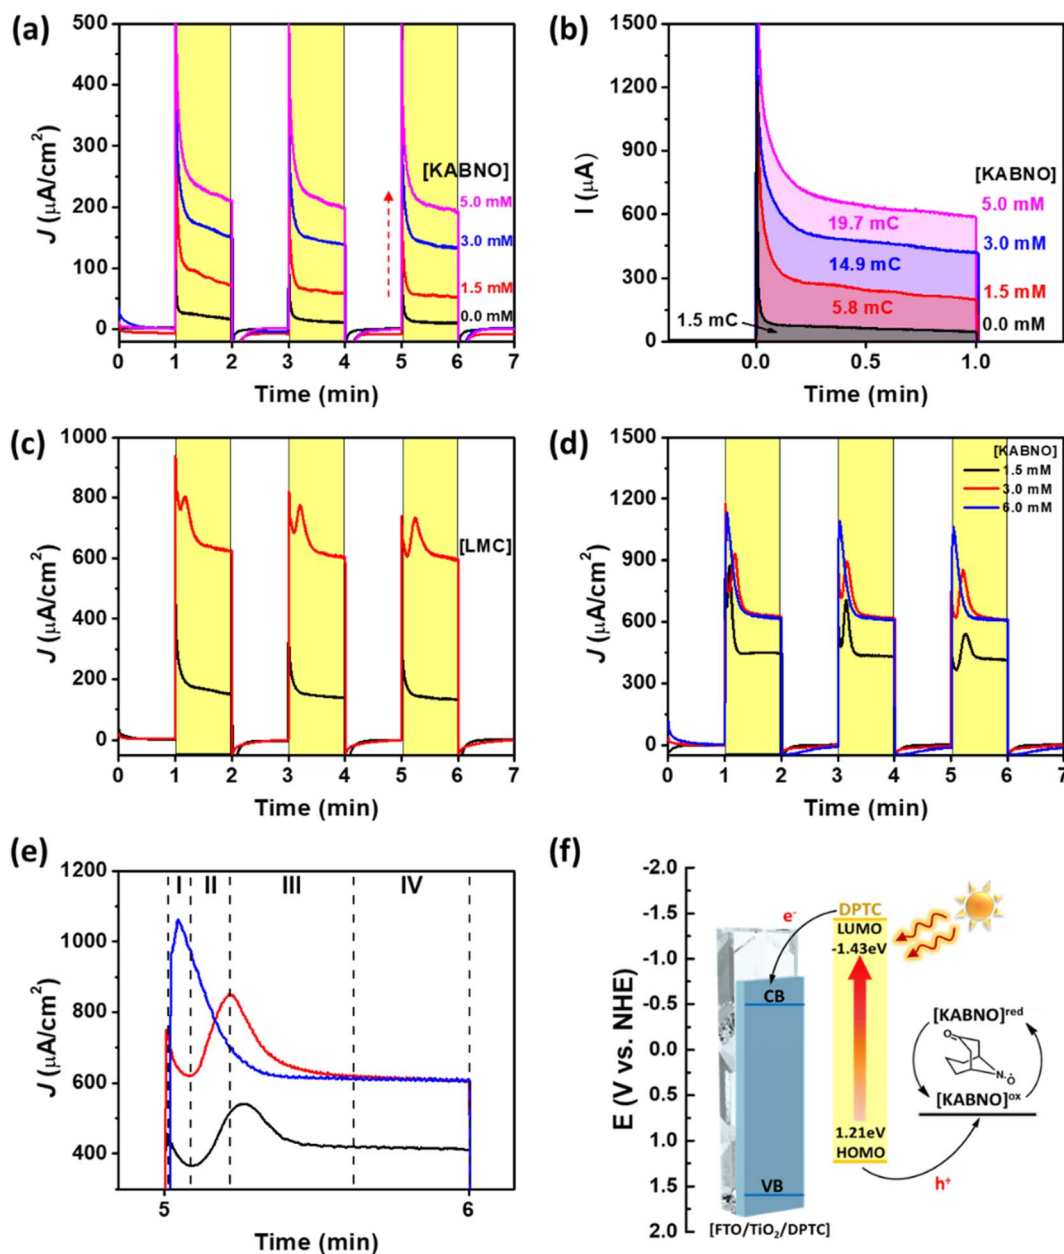 (a)
500
400
300
200
100
0
J (μA/cm²)
[KABNO]
5.0 mM
3.0 mM
1.5 mM
0.0 mM
0 1 2 3 4 5 6 7
Time (min)
(b)
1500
1200
900
600
300
0
I (μA)
[KABNO]
5.0 mM
3.0 mM
1.5 mM
0.0 mM
19.7 mC
14.9 mC
5.8 mC
1.5 mC
0.0 0.5 1.0
Time (min)
(c)
1000
800
600
400
200
0
J (μA/cm²)
[LMC]
0 1 2 3 4 5 6 7
Time (min)
(d)
1500
1200
900
600
300
0
J (μA/cm²)
[KABNO]
1.5 mM
3.0 mM
6.0 mM
0 1 2 3 4 5 6 7
Time (min)
(e)
1200
1000
800
600
400
J (μA/cm²)
I II III IV
5 6
Time (min)
(f)
-2.0
-1.5
-1.0
-0.5
0.0
0.5
1.0
1.5
2.0
E (V vs. NHE)
e-
DPTC
LUMO
-1.43eV
CB
VB
1.21eV
HOMO
h+
[KABNO]red
O
N
O
[KABNO]ox
[FTO/TiO₂/DPTC]